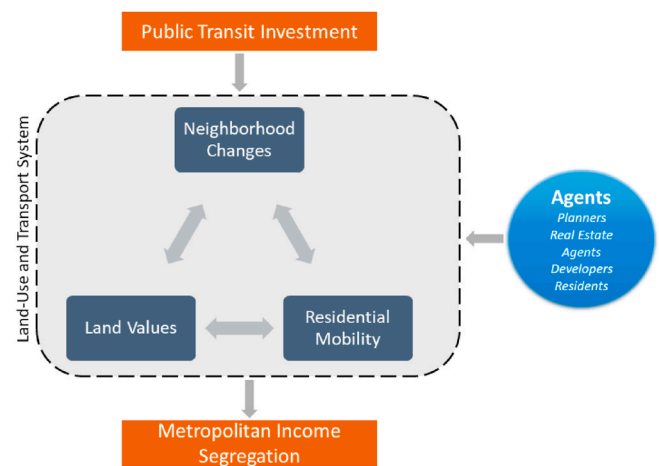 Public Transit Investment
Land-Use and Transport System
Neighborhood
Changes
Agents
Planners
Real Estate
Agents
Developers
Residents
Land Values
Residential
Mobility
Metropolitan Income
Segregation